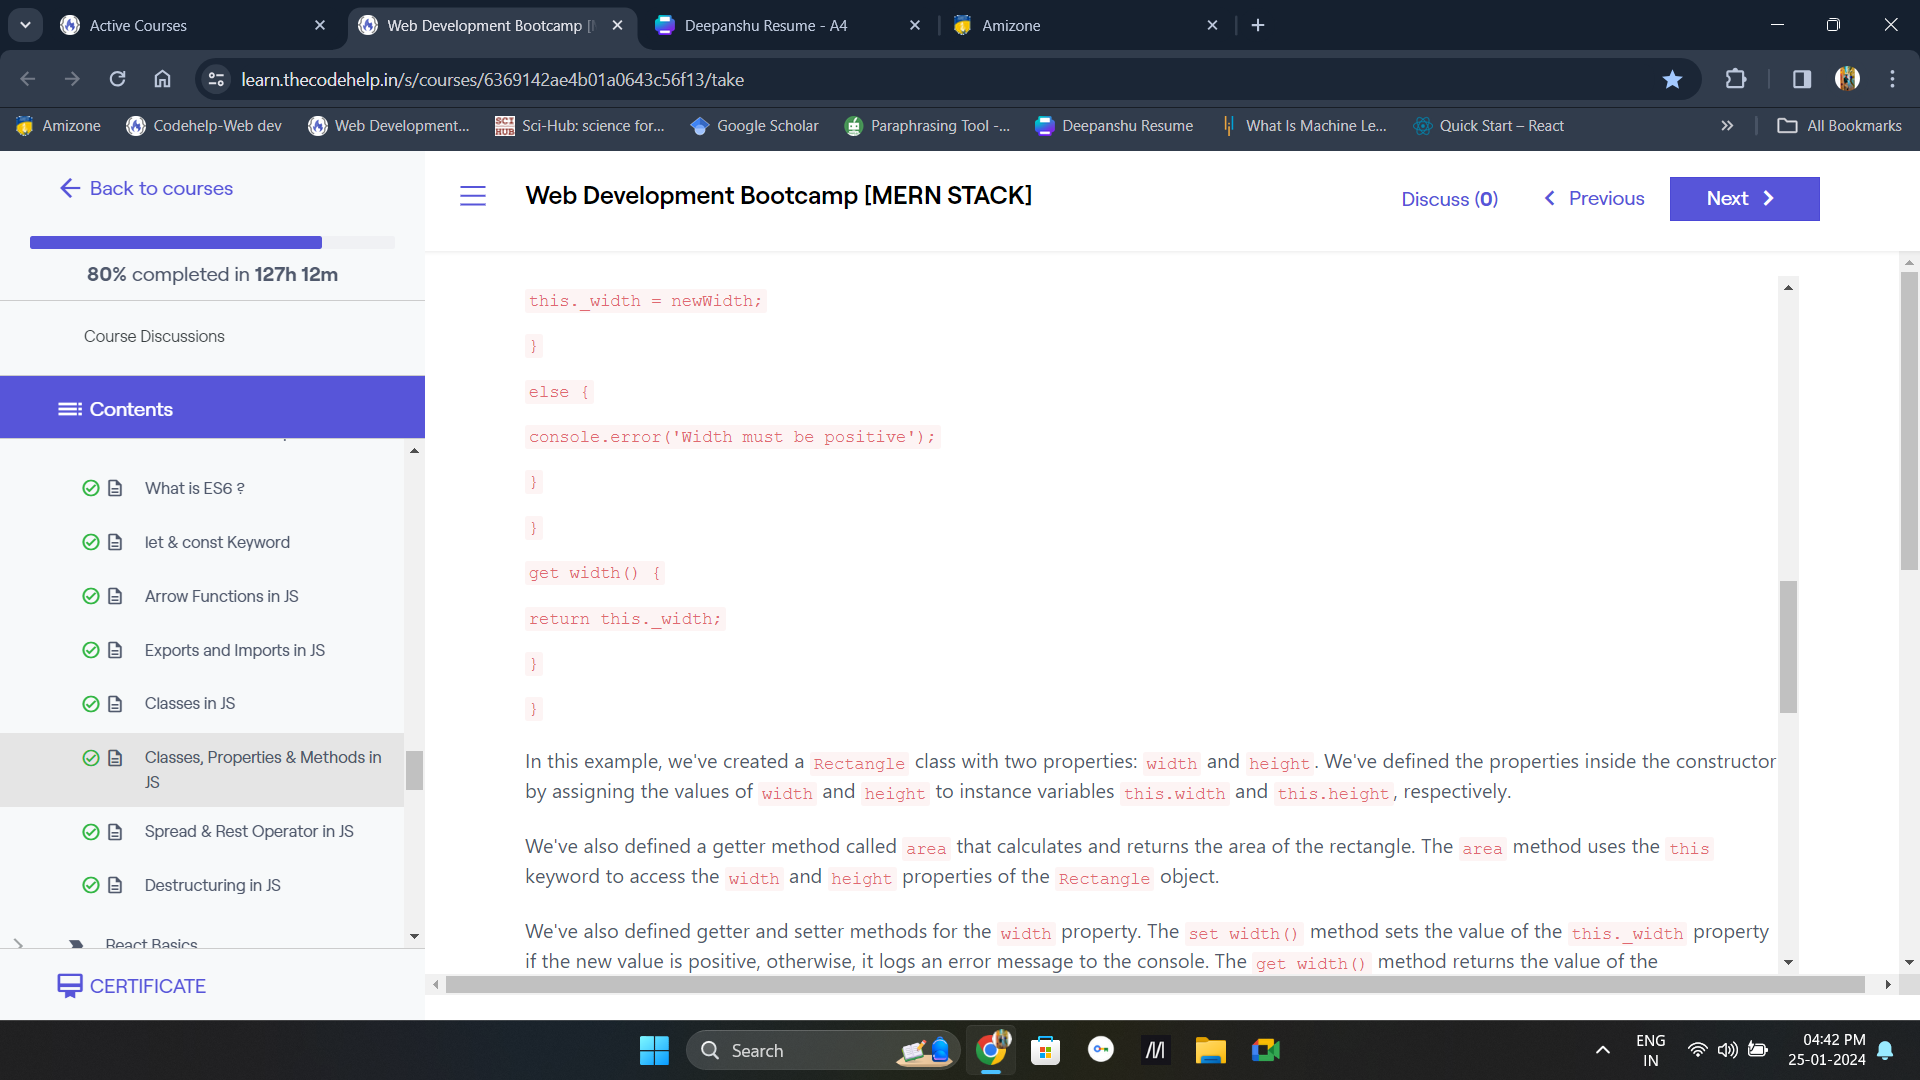 Active Courses
Web Development Bootcamp [
Deepanshu Resume - A4
Amizone
learn.thecodehelp.in/s/courses/6369142ae4b01a0643c56f13/take
Amizone
Codehelp-Web dev
Web Development...
SCI HUB
Sci-Hub: science for...
Google Scholar
Paraphrasing Tool -...
Deepanshu Resume
What Is Machine Le...
Quick Start – React
All Bookmarks
Back to courses
80% completed in 127h 12m
Course Discussions
Contents
What is ES6 ?
let & const Keyword
Arrow Functions in JS
Exports and Imports in JS
Classes in JS
Classes, Properties & Methods in
JS
Spread & Rest Operator in JS
Destructuring in JS
React Basics
CERTIFICATE
Web Development Bootcamp [MERN STACK]
Discuss (0)
Previous
Next
this._width = newWidth;
}
else {
console.error('Width must be positive');
}
}
get width() {
return this._width;
}
}
In this example, we've created a Rectangle class with two properties: width and height. We've defined the properties inside the constructor
by assigning the values of width and height to instance variables this.width and this.height, respectively.
We've also defined a getter method called area that calculates and returns the area of the rectangle. The area method uses the this
keyword to access the width and height properties of the Rectangle object.
We've also defined getter and setter methods for the width property. The set width() method sets the value of the this._width property
if the new value is positive, otherwise, it logs an error message to the console. The get width() method returns the value of the
Search
ENG
IN
04:42 PM
25-01-2024